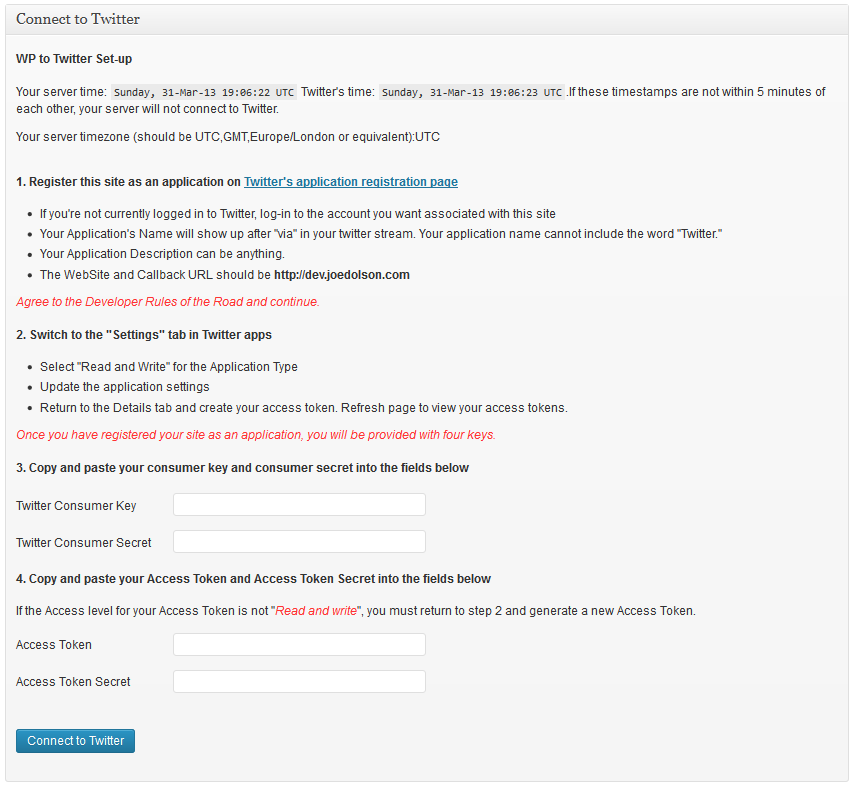 Connect to Twitter
WP to Twitter Set-up
Your server time: Sunday, 31-Mar-13 19:06:22 UTC Twitter's time: Sunday, 31-Mar-13 19:06:23 UTC .If these timestamps are not within 5 minutes of
each other, your server will not connect to Twitter.
Your server timezone (should be UTC,GMT,Europe/London or equivalent):UTC
1. Register this site as an application on Twitter's application registration page
• If you're not currently logged in to Twitter, log-in to the account you want associated with this site
• Your Application's Name will show up after "via" in your twitter stream. Your application name cannot include the word "Twitter."
• Your Application Description can be anything.
• The WebSite and Callback URL should be http://dev.joedolson.com
Agree to the Developer Rules of the Road and continue.
2. Switch to the "Settings" tab in Twitter apps
• Select "Read and Write" for the Application Type
• Update the application settings
• Return to the Details tab and create your access token. Refresh page to view your access tokens.
Once you have registered your site as an application, you will be provided with four keys.
3. Copy and paste your consumer key and consumer secret into the fields below
Twitter Consumer Key
Twitter Consumer Secret
4. Copy and paste your Access Token and Access Token Secret into the fields below
If the Access level for your Access Token is not "Read and write", you must return to step 2 and generate a new Access Token.
Access Token
Access Token Secret
Connect to Twitter